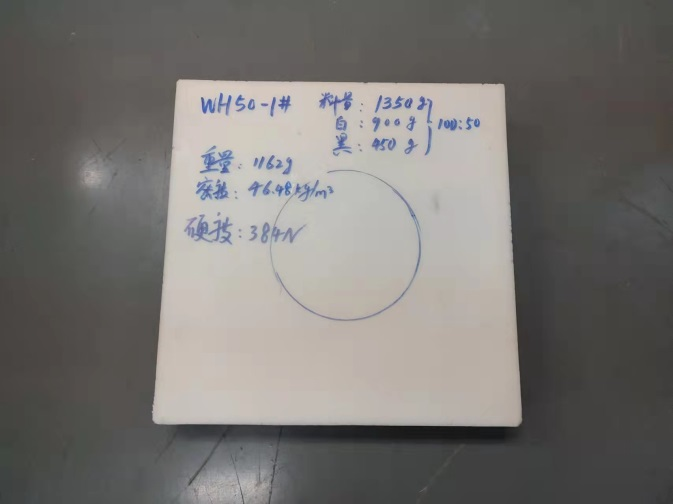 WH50-1#
料量: 1350g
白: 900g
黑: 450g
100:50
重量: 1162g
密度: 46.48kg/m³
硬度: 384N